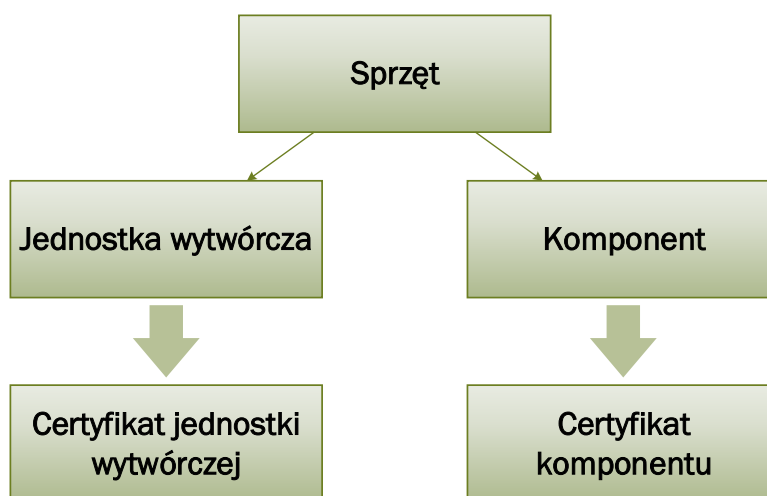 Sprzęt
Jednostka wytwórcza
Komponent
Certyfikat jednostki
wytwórczej
Certyfikat
komponentu